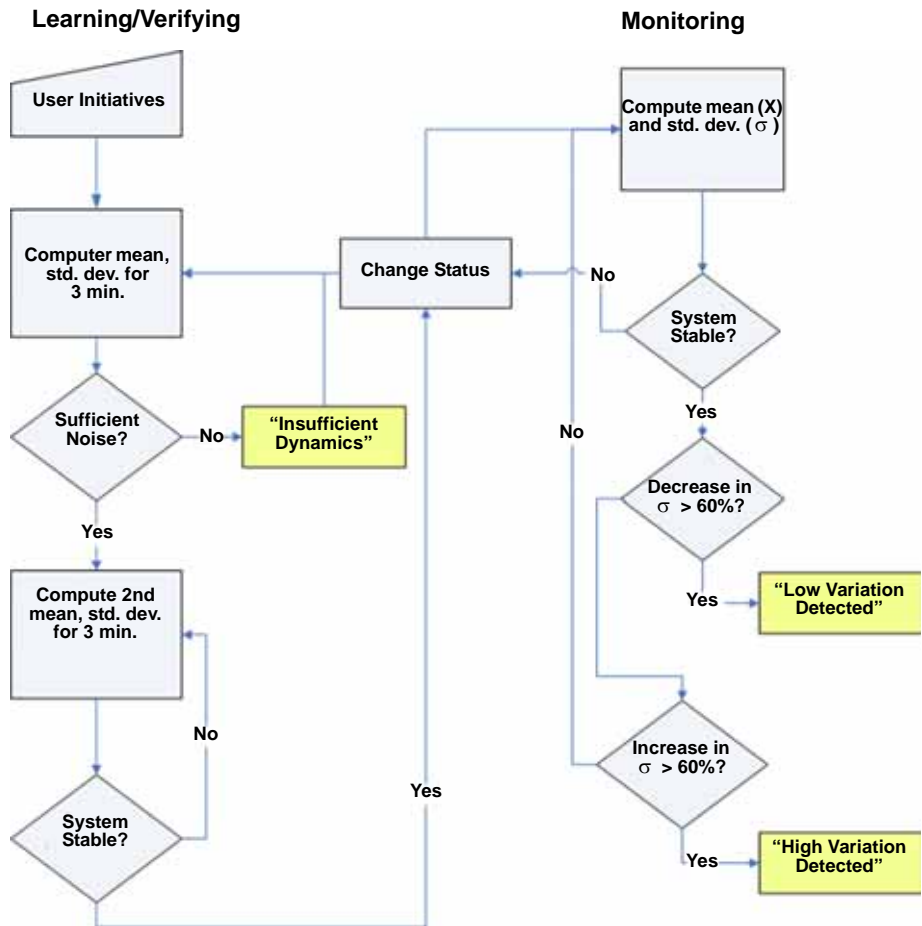 Learning/Verifying
Monitoring
User Initiatives
Compute mean (X)
and std. dev. ( σ )
Computer mean,
std. dev. for
3 min.
Change Status
No
System
Stable?
Sufficient
Noise?
No
“Insufficient
Dynamics”
Yes
No
Decrease in
σ > 60%?
Yes
Compute 2nd
mean, std. dev.
for 3 min.
Yes
“Low Variation
Detected”
No
Increase in
σ > 60%?
Yes
System
Stable?
Yes
“High Variation
Detected”